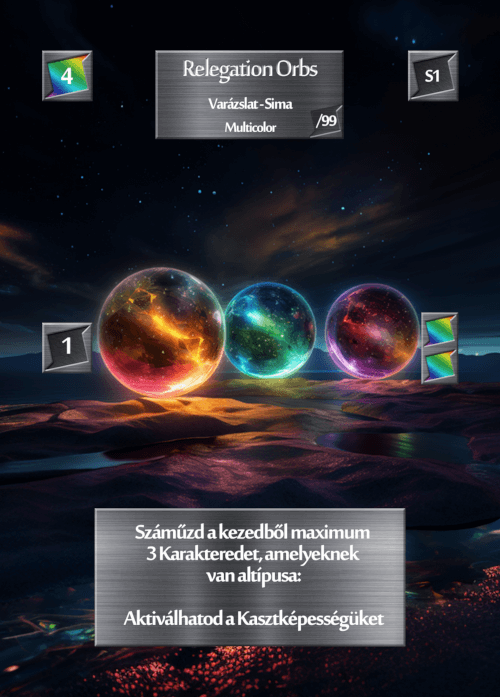 4
Relegation Orbs
S1
Varázslat - Sima
Multicolor
/99
1
Száműzd a kezedből maximum
3 Karakteredet, amelyeknek
van altípusa:
Aktiválhatod a Kasztképességüket